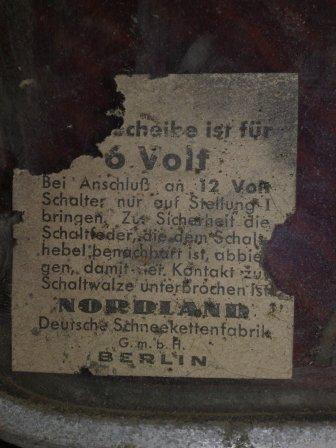 scheibe ist für
6 Volt
Bei Anschluß an 12 Volt
Schalter nur auf Stellung I
bringen. Zur Sicherheit die
Schaltfeder, die dem Schalt-
hebel benachbart ist, abbie-
gen, damit der Kontakt zur
Schaltwalze unterbrochen ist.
NORDLAND
Deutsche Schneekettenfabrik
G.m.b.H.
BERLIN